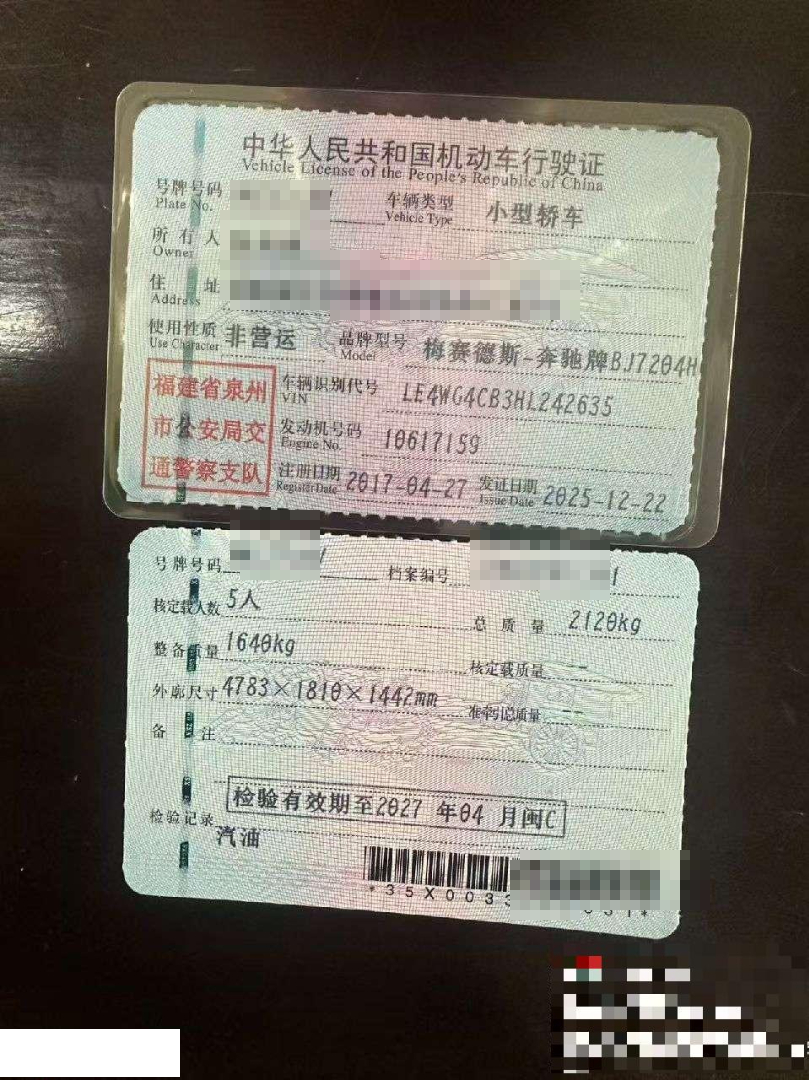 中华人民共和国机动车行驶证
Vehicle License of the People's Republic of China
号牌号码
Plate No.
车辆类型 小型轿车
Vehicle Type
所有人
Owner
住址
Address
使用性质 非营运 品牌型号 梅赛德斯-奔驰牌BJ7204H
Use Character Model
福建省泉州
市公安局交
通警察支队
车辆识别代号 LE4WG4CB3HL242635
VIN
发动机号码 10617159
Engine No.
注册日期 2017-04-27 发证日期 2025-12-22
Register Date Issue Date
号牌号码 档案编号
核定载人数 5人 总质量 2120kg
整备质量 1640kg 核定载质量 --
外廓尺寸 4783×1810×1442mm 准牵引总质量 --
备注
检验有效期至2027 年04 月闽C
检验记录
汽油
*35X0033